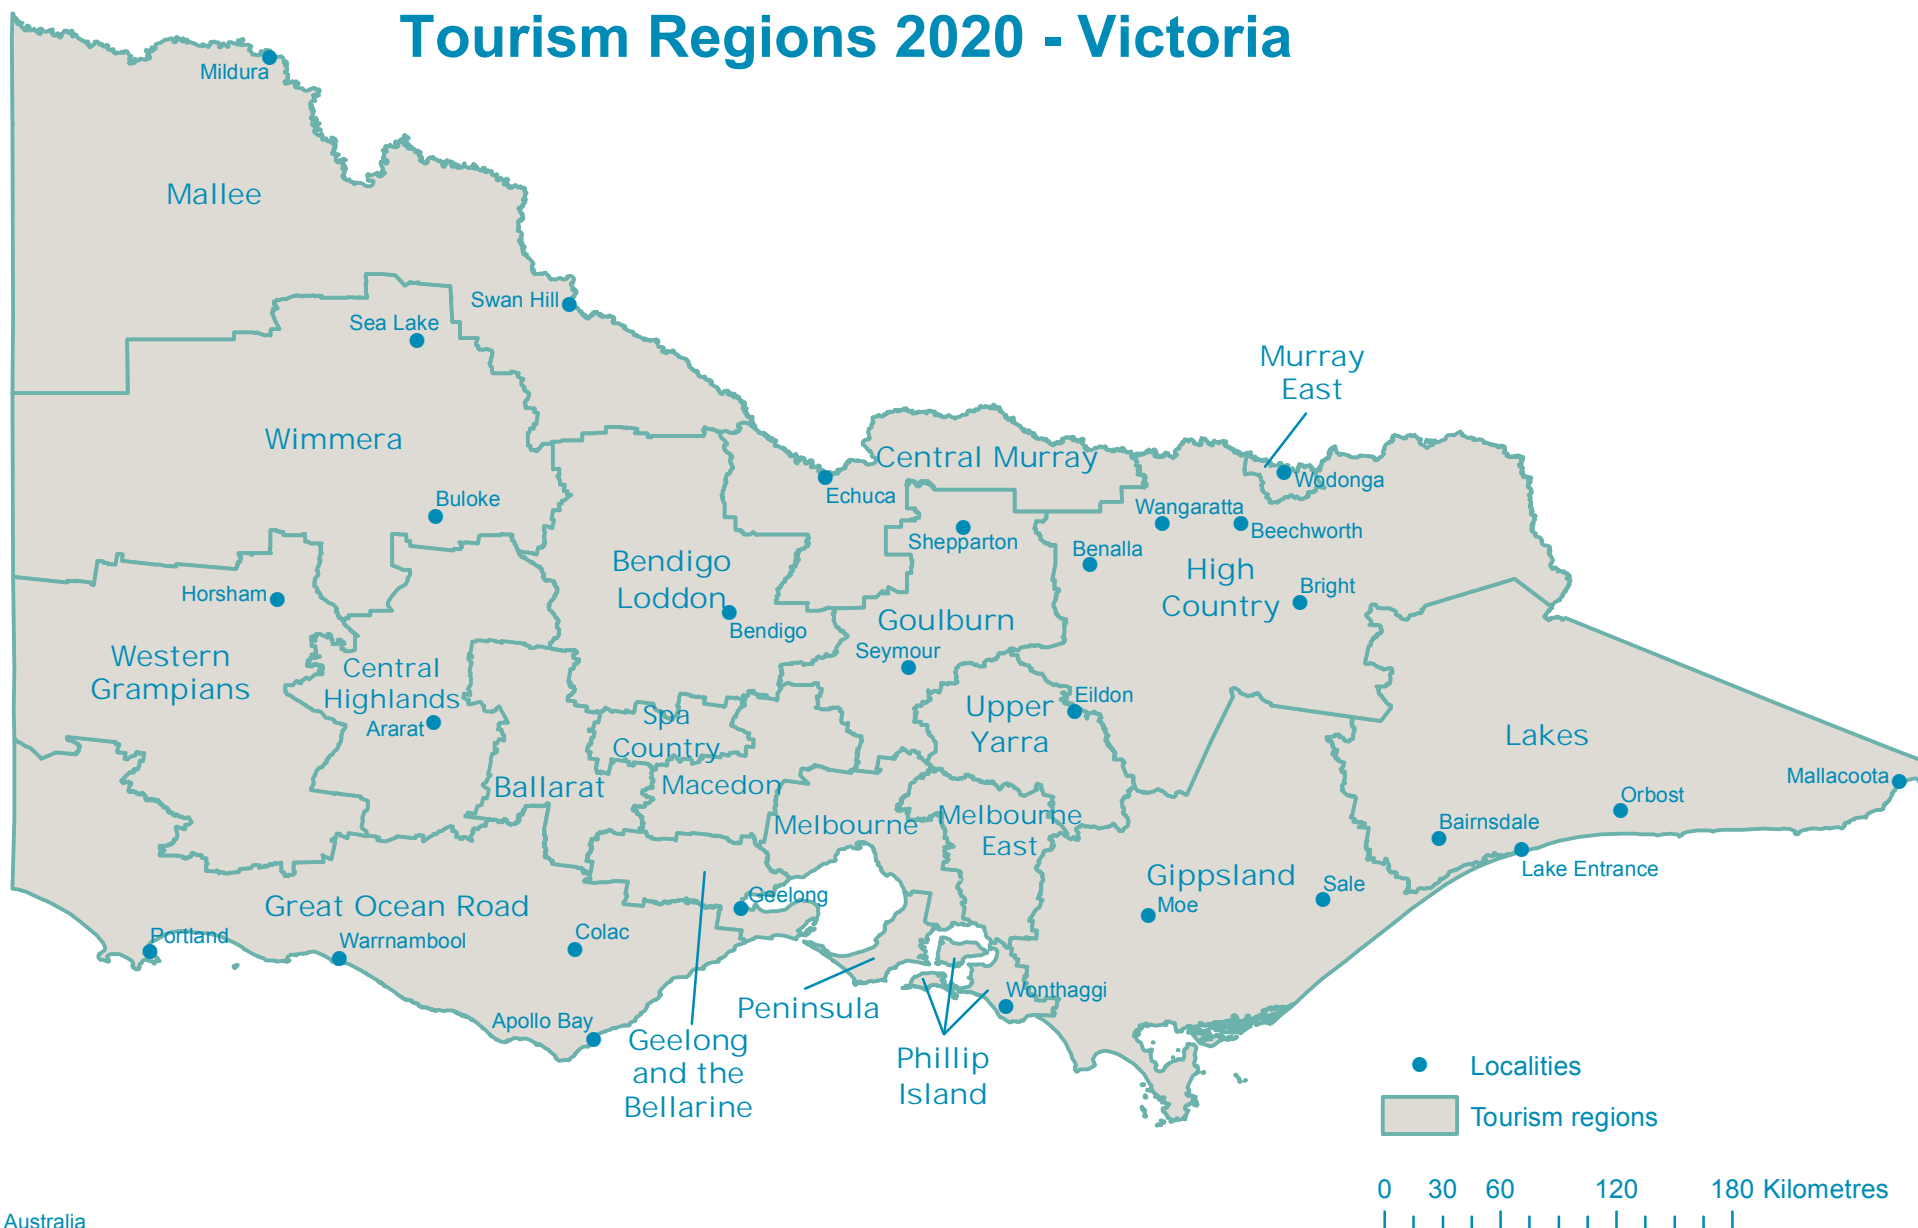 Tourism Regions 2020 - Victoria
Mildura
Mallee
Swan Hill
Sea Lake
Murray
East
Wimmera
Central Murray
Wodonga
Buloke
Echuca
Wangaratta
Beechworth
Shepparton
Benalla
Bendigo
Loddon
High
Country
Horsham
Bright
Bendigo
Goulburn
Seymour
Western
Grampians
Central
Highlands
Ararat
Spa
Country
Upper
Yarra
Eildon
Lakes
Mallacoota
Ballarat
Macedon
Orbost
Melbourne
Melbourne
East
Bairnsdale
Lake Entrance
Gippsland
Sale
Moe
Great Ocean Road
Geelong
Portland
Warrnambool
Colac
Wonthaggi
Peninsula
Apollo Bay
Geelong
and the
Bellarine
Phillip
Island
Localities
Tourism regions
0 30 60 120 180 Kilometres
Australia